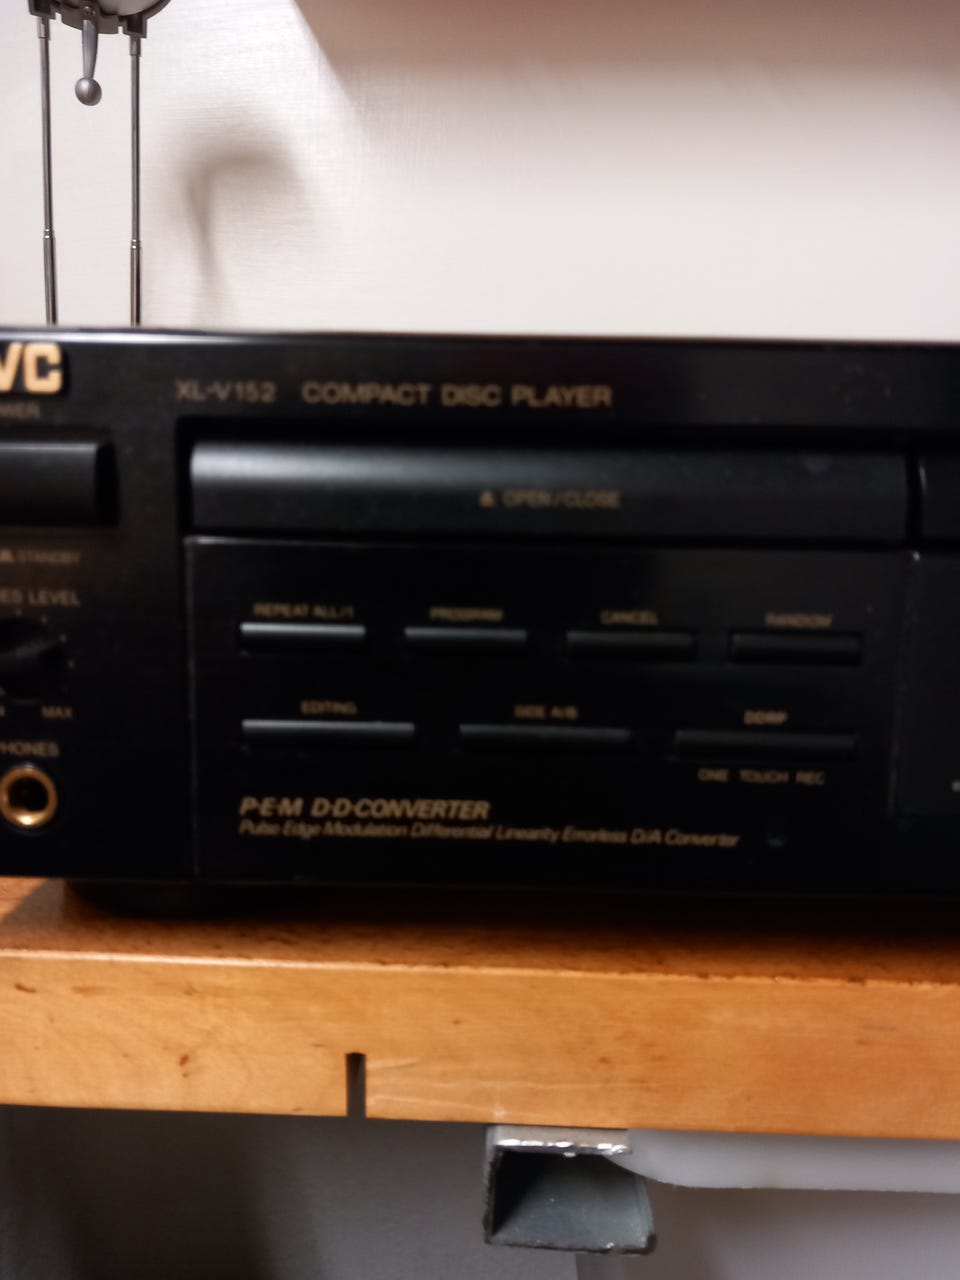 VC
XL-V152 COMPACT DISC PLAYER
OPEN/CLOSE
STANDBY
ES LEVEL
REPEAT ALL/1 PROGRAM CANCEL RANDOM
MAX
EDITING SIDE A/B DDRP
HONES
ONE TOUCH REC
P·E·M D·D·CONVERTER
Pulse Edge Modulation Differential Linearity Errorless D/A Converter